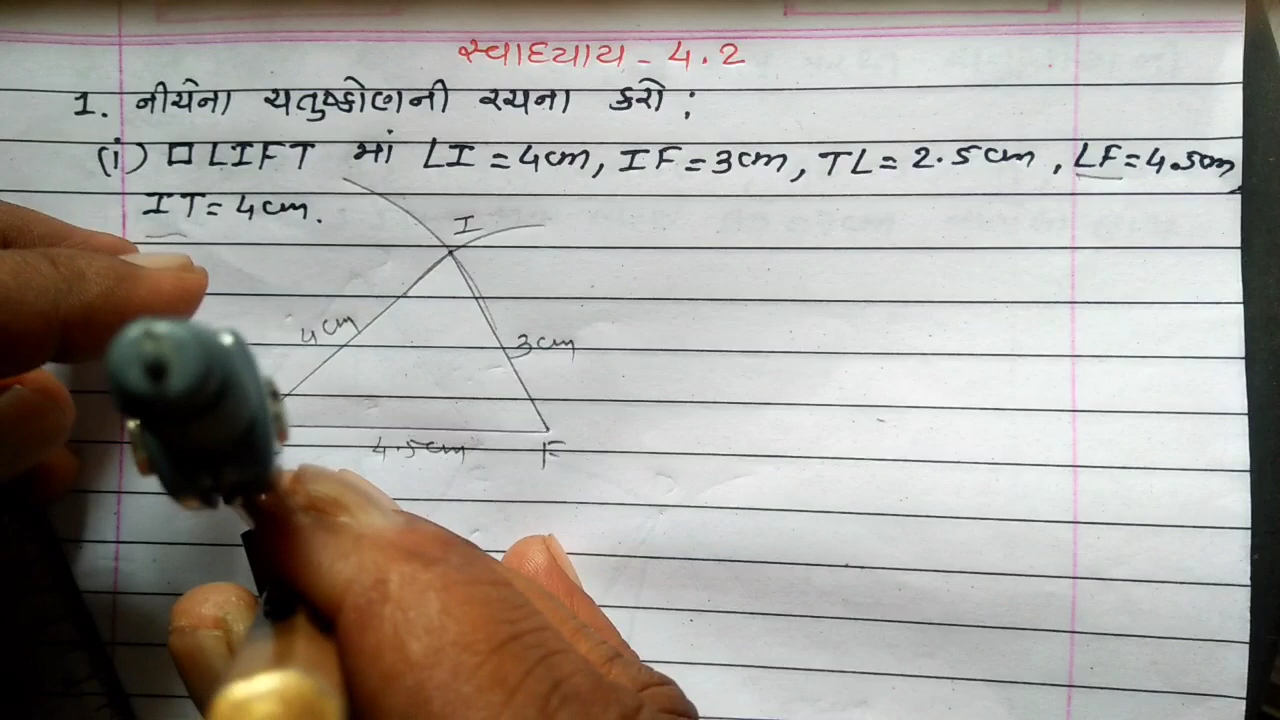 સ્વાધ્યાય - 4.2
1. નીચેના ચતુષ્કોણની રચના કરો :
(i) □ LIFT માં LI = 4cm, IF = 3cm, TL = 2.5cm, LF = 4.5cm,
IT = 4cm.
I
4cm
3cm
4.5cm
F